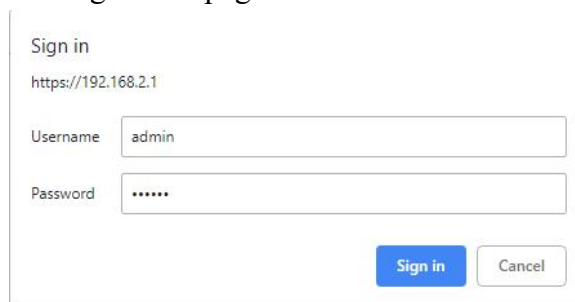 Sign in
https://192.168.2.1
Username admin
Password ••••••
Sign in Cancel